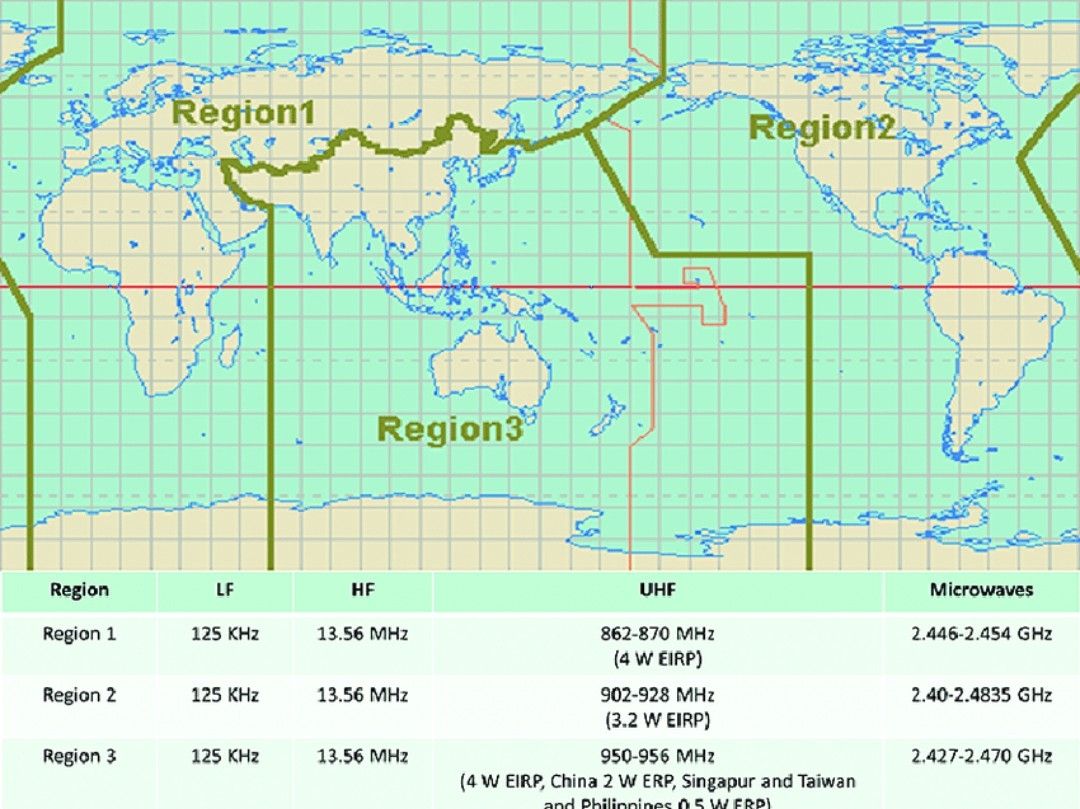 Region1
Region2
Region3
Region LF HF UHF Microwaves
Region 1 125 KHz 13.56 MHz 862-870 MHz 2.446-2.454 GHz
(4 W EIRP)
Region 2 125 KHz 13.56 MHz 902-928 MHz 2.40-2.4835 GHz
(3.2 W EIRP)
Region 3 125 KHz 13.56 MHz 950-956 MHz 2.427-2.470 GHz
(4 W EIRP, China 2 W ERP, Singapur and Taiwan
and Philippines 0.5 W ERP)